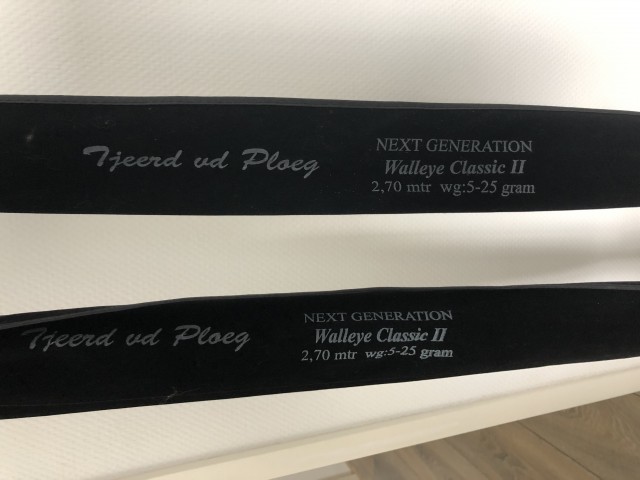 Tjeerd vd Ploeg
NEXT GENERATION
Walleye Classic II
2,70 mtr wg:5-25 gram
Tjeerd vd Ploeg
NEXT GENERATION
Walleye Classic II
2,70 mtr wg:5-25 gram